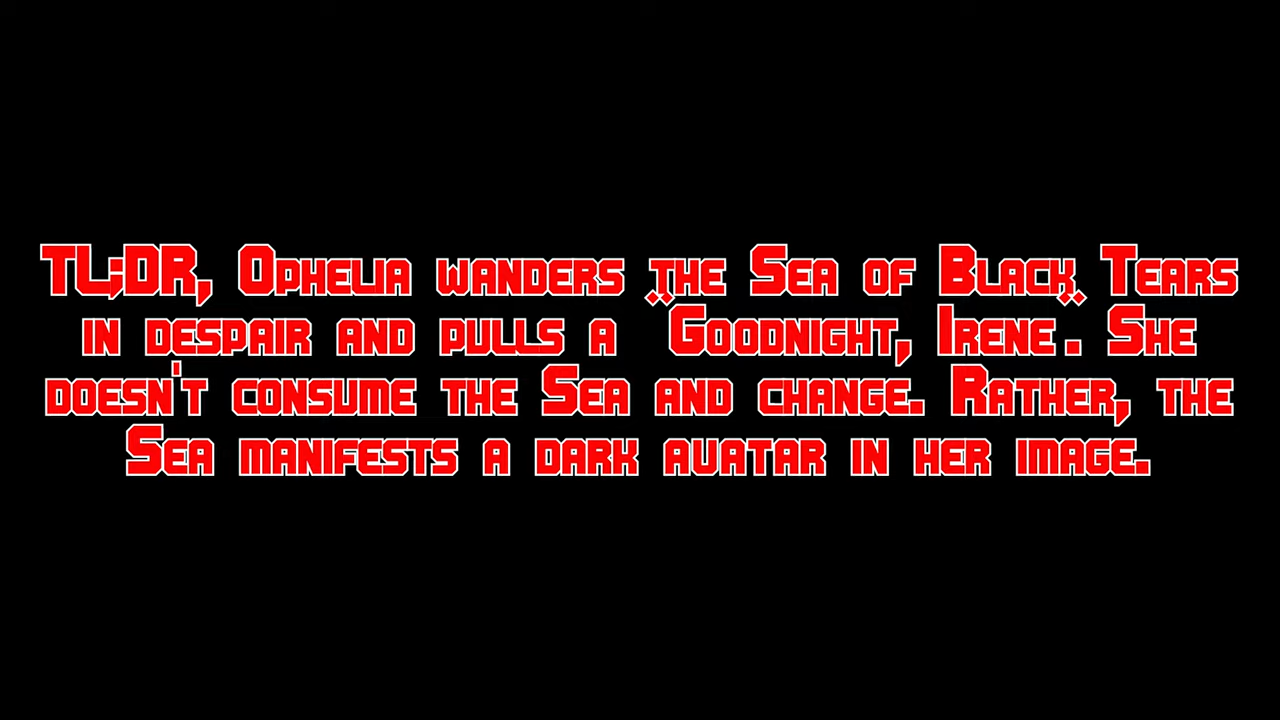 TL;DR, Ophelia wanders the Sea of Black Tears
in despair and pulls a "Goodnight, Irene". She
doesn't consume the Sea and change. Rather, the
Sea manifests a dark avatar in her image.